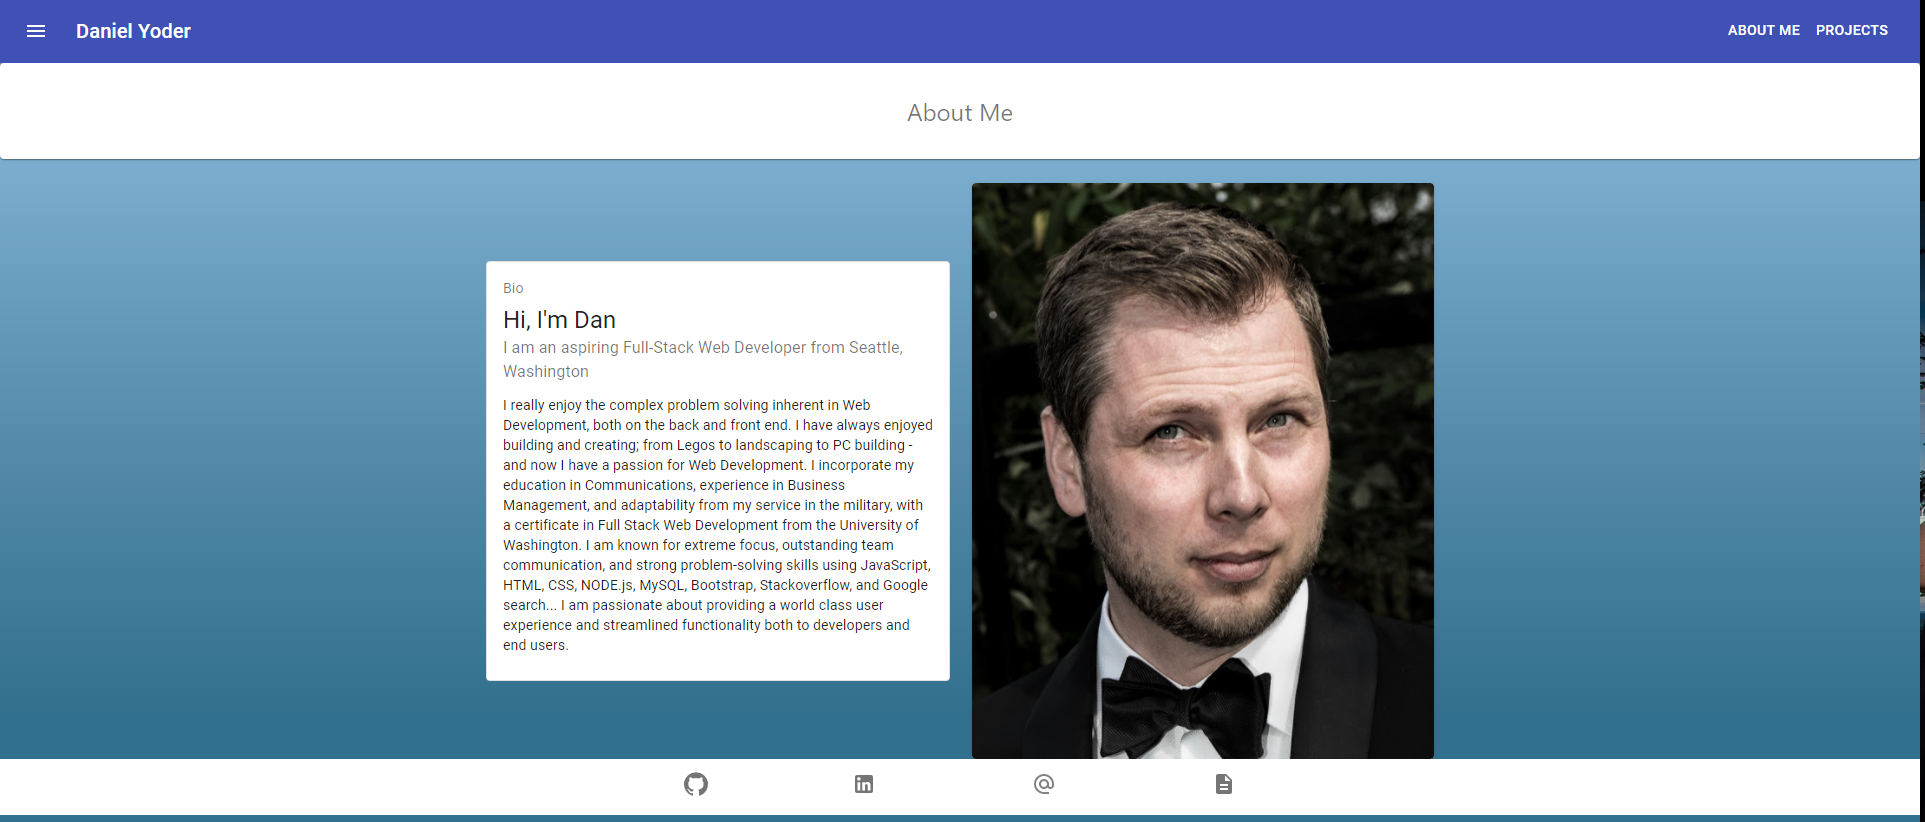 Daniel Yoder
ABOUT ME
PROJECTS
About Me
Bio
Hi, I'm Dan
I am an aspiring Full-Stack Web Developer from Seattle,
Washington
I really enjoy the complex problem solving inherent in Web
Development, both on the back and front end. I have always enjoyed
building and creating; from Legos to landscaping to PC building -
and now I have a passion for Web Development. I incorporate my
education in Communications, experience in Business
Management, and adaptability from my service in the military, with
a certificate in Full Stack Web Development from the University of
Washington. I am known for extreme focus, outstanding team
communication, and strong problem-solving skills using JavaScript,
HTML, CSS, NODE.js, MySQL, Bootstrap, Stackoverflow, and Google
search... I am passionate about providing a world class user
experience and streamlined functionality both to developers and
end users.